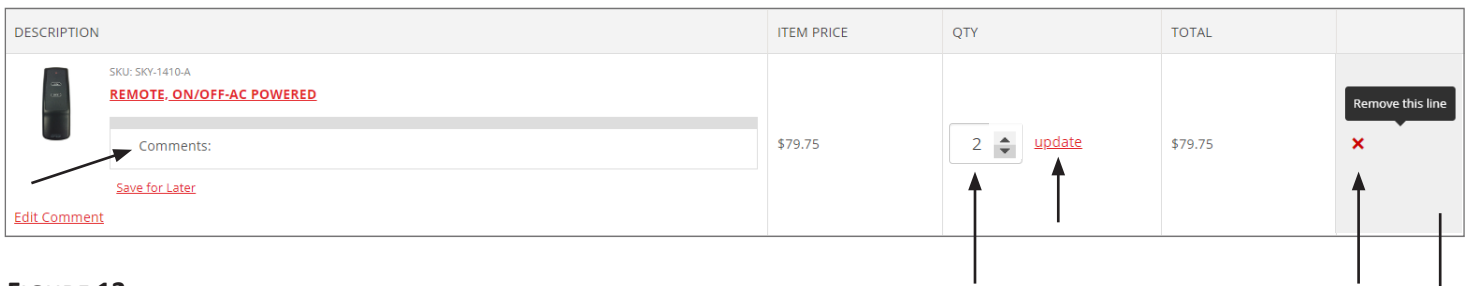 DESCRIPTION ITEM PRICE QTY TOTAL
SKU: SKY-1410-A
REMOTE, ON/OFF-AC POWERED
Remove this line
Comments:
$79.75 2 update $79.75
Save for Later
Edit Comment